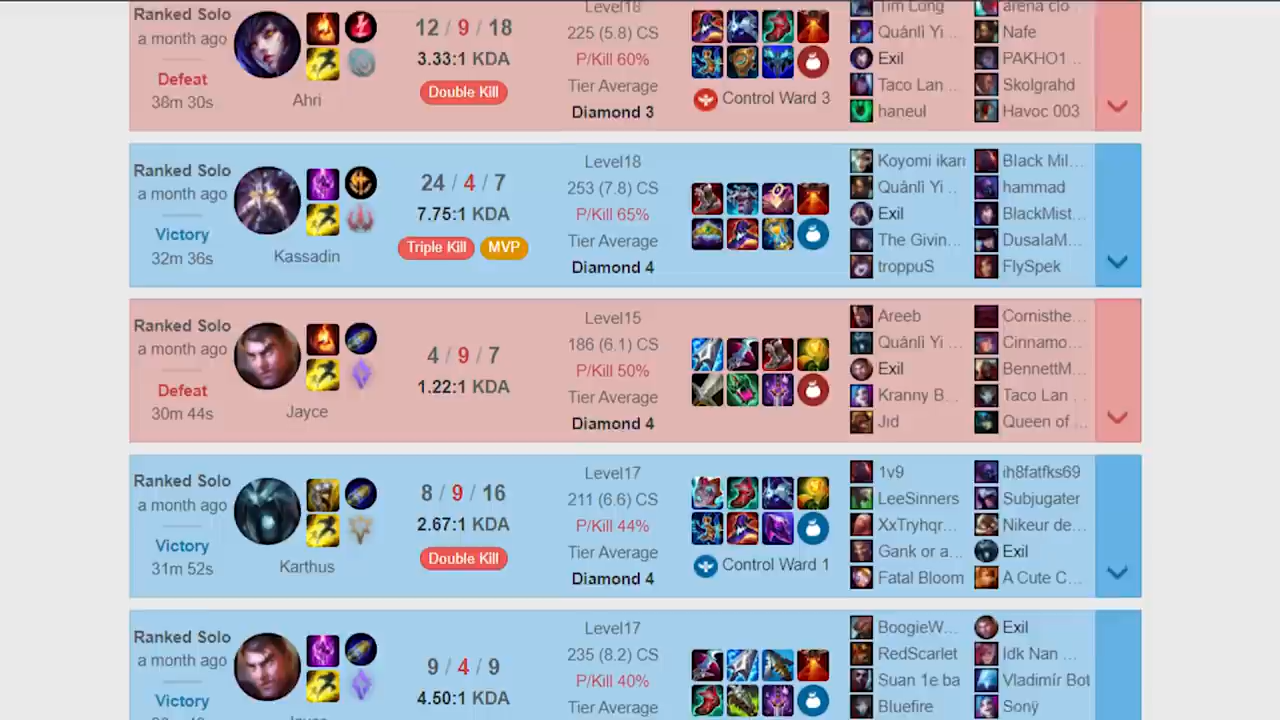 Ranked Solo
a month ago
Defeat
38m 30s
Ahri
12 / 9 / 18
3.33:1 KDA
Double Kill
Level18
225 (5.8) CS
P/Kill 60%
Tier Average
Diamond 3
Control Ward 3
Tim Long
Quánlì Yi ...
Exil
Taco Lan ...
haneul
arena clo
Nafe
PAKHO1 ...
Skolgrahd
Havoc 003
Ranked Solo
a month ago
Victory
32m 36s
Kassadin
24 / 4 / 7
7.75:1 KDA
Triple Kill
MVP
Level18
253 (7.8) CS
P/Kill 65%
Tier Average
Diamond 4
Koyomi ikari
Quánlì Yi ...
Exil
The Givin...
troppuS
Black Mil...
hammad
BlackMist...
DusalaM...
FlySpek
Ranked Solo
a month ago
Defeat
30m 44s
Jayce
4 / 9 / 7
1.22:1 KDA
Level15
186 (6.1) CS
P/Kill 50%
Tier Average
Diamond 4
Areeb
Quánlì Yi ...
Exil
Kranny B...
Jıd
Cornisthe...
Cinnamo...
BennettM...
Taco Lan ...
Queen of ...
Ranked Solo
a month ago
Victory
31m 52s
Karthus
8 / 9 / 16
2.67:1 KDA
Double Kill
Level17
211 (6.6) CS
P/Kill 44%
Tier Average
Diamond 4
Control Ward 1
1v9
LeeSinners
XxTryhqr...
Gank or a...
Fatal Bloom
ih8fatfks69
Subjugater
Nikeur de...
Exil
A Cute C...
Ranked Solo
a month ago
Victory
9 / 4 / 9
4.50:1 KDA
Level17
235 (8.2) CS
P/Kill 40%
Tier Average
BoogieW...
RedScarlet
Suan 1e ba
Bluefire
Exil
Idk Nan ...
Vladimír Bot
Sonÿ